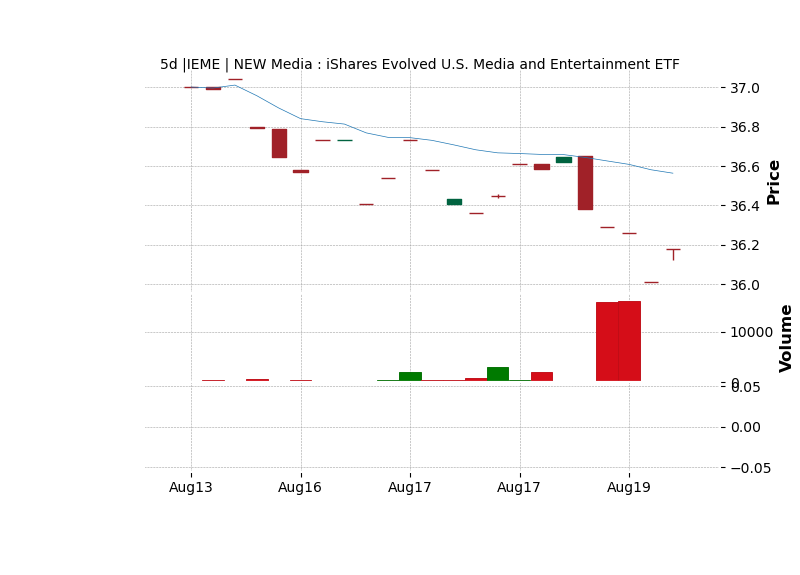 5d |IEME | NEW Media : iShares Evolved U.S. Media and Entertainment ETF
37.0
36.8
36.6
36.4
36.2
36.0
Price
10000
0
Volume
0.05
0.00
−0.05
Aug13 Aug16 Aug17 Aug17 Aug19